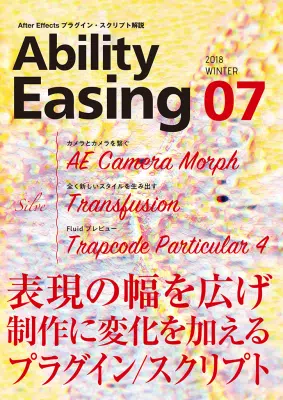 After Effects プラグイン・スクリプト解説
Ability
Easing 07
2018
WINTER
カメラとカメラを繋ぐ
AE Camera Morph
全く新しいスタイルを生み出す
Silve
Transfusion
Fluid プレビュー
Trapcode Particular 4
表現の幅を広げ
制作に変化を加える
プラグイン/スクリプト